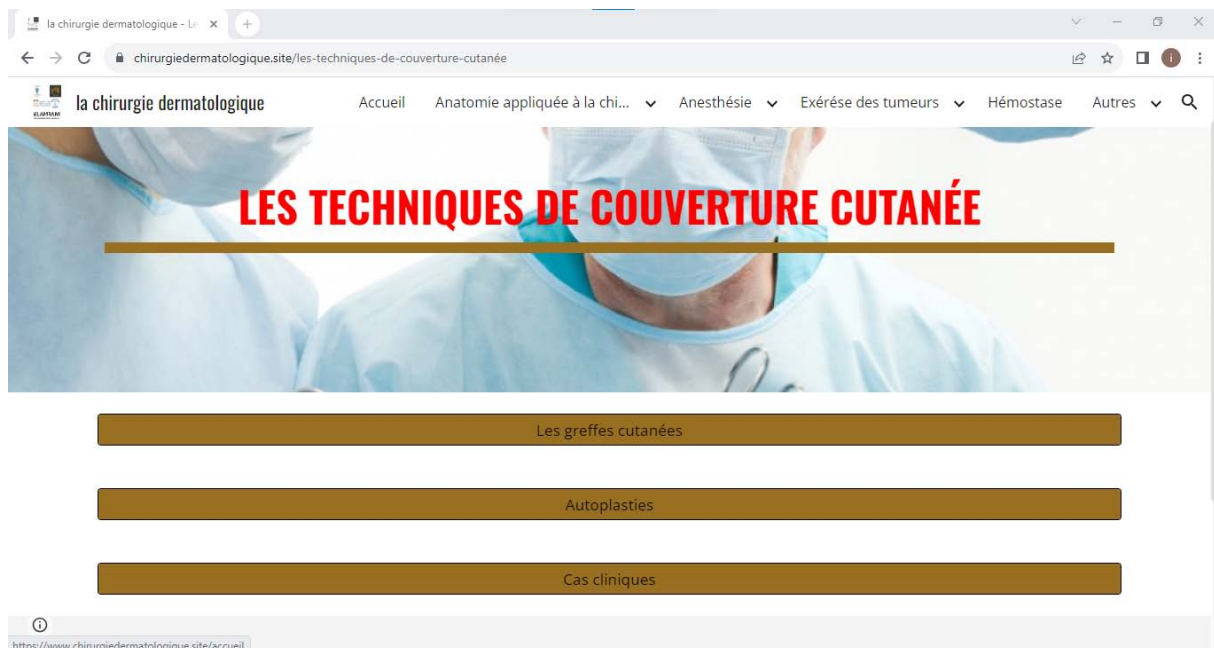 la chirurgie dermatologique - Le
chirurgiedermatologique.site/les-techniques-de-couverture-cutanée
i
la chirurgie dermatologique
Accueil
Anatomie appliquée à la chi...
Anesthésie
Exérése des tumeurs
Hémostase
Autres
LES TECHNIQUES DE COUVERTURE CUTANÉE
Les greffes cutanées
Autoplasties
Cas cliniques
https://www.chirurgiedermatologique.site/accueil